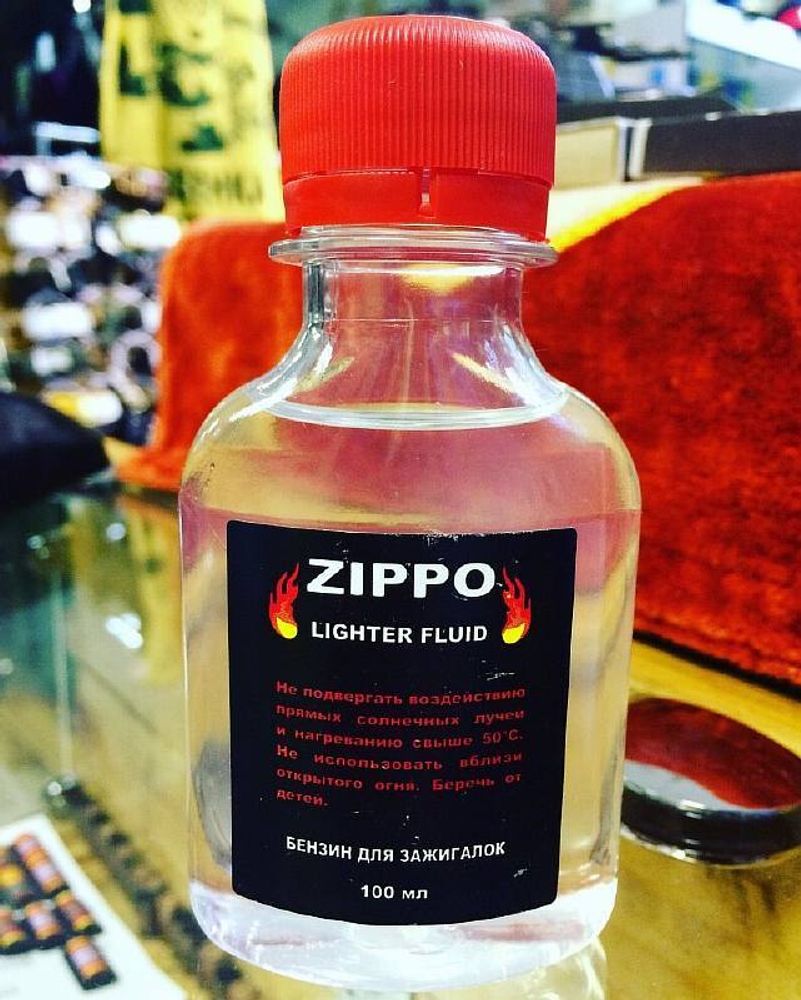 ZIPPO
LIGHTER FLUID
Не подвергать воздействию
прямых солнечных лучей
и нагреванию свыше 50°С.
Не использовать вблизи
открытого огня. Беречь от
детей.
БЕНЗИН ДЛЯ ЗАЖИГАЛОК
100 мл